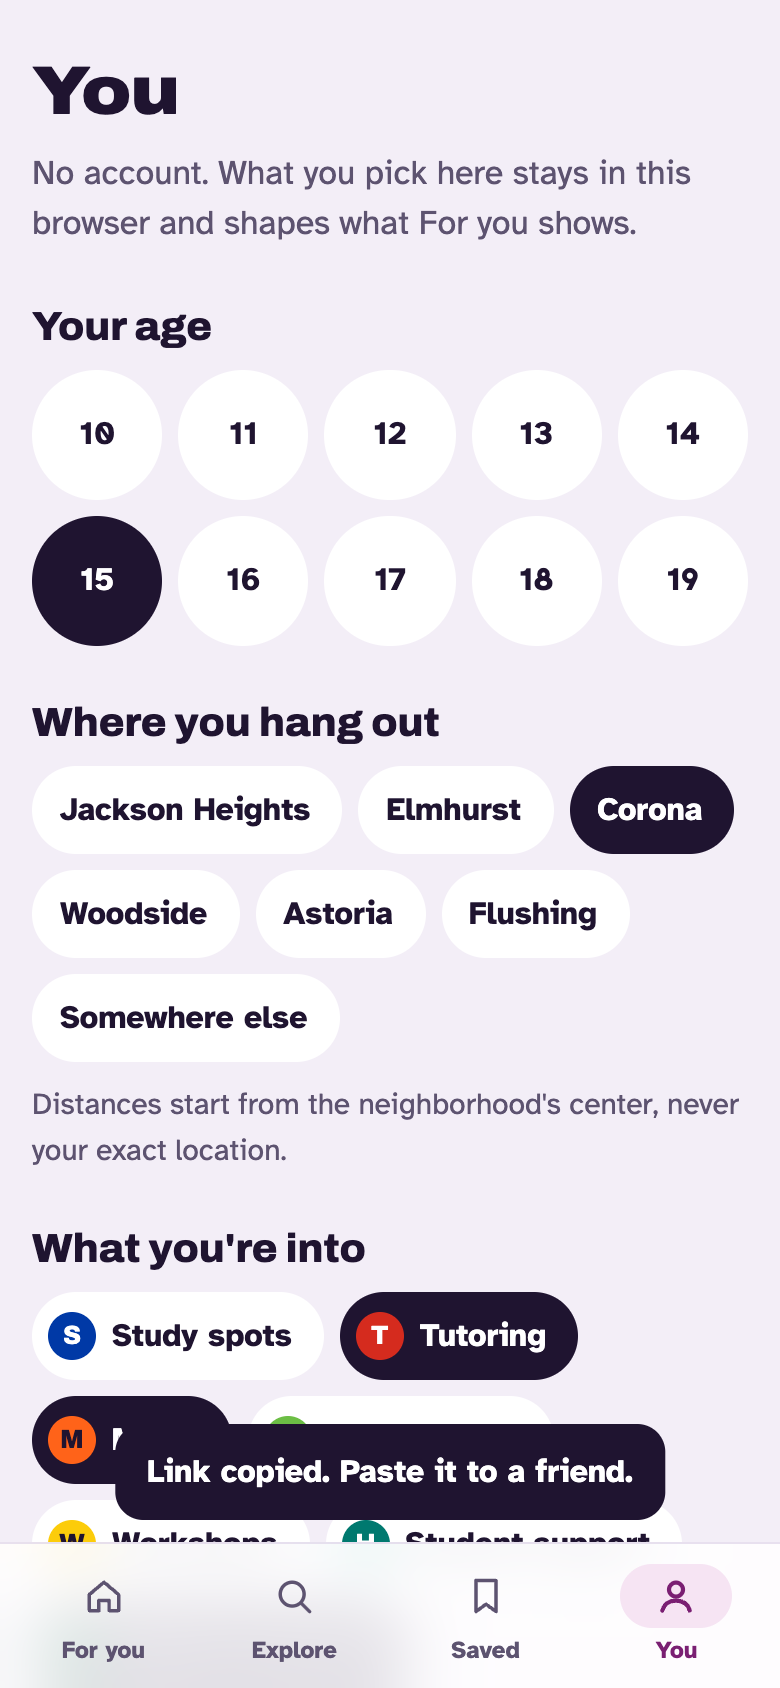 You
No account. What you pick here stays in this
browser and shapes what For you shows.
Your age
10 11 12 13 14
15 16 17 18 19
Where you hang out
Jackson Heights Elmhurst Corona
Woodside Astoria Flushing
Somewhere else
Distances start from the neighborhood's center, never
your exact location.
What you're into
S Study spots T Tutoring
M
Link copied. Paste it to a friend.
W Workshops H Student support
For you Explore Saved You